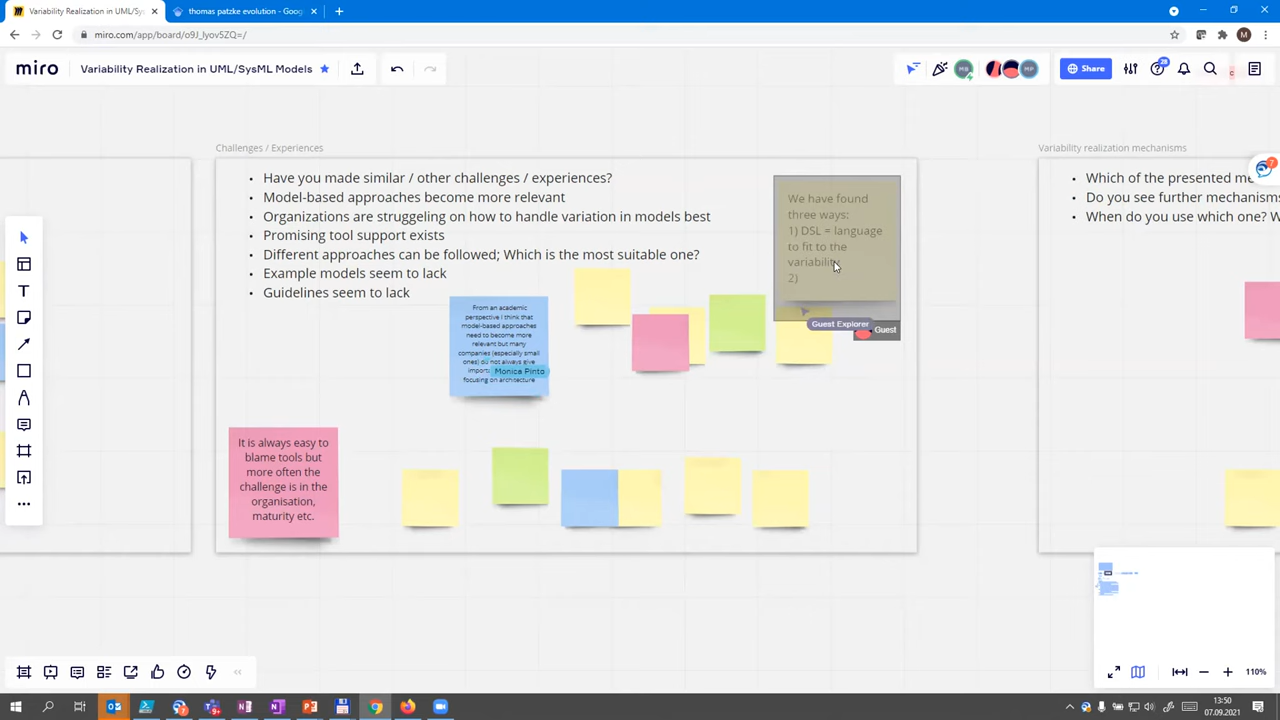 Variability Realization in UML/Sy
thomas patzke evolution - Goog
miro.com/app/board/o9J_lyov5ZQ=/
M
miro
Variability Realization in UML/SysML Models
MB
MP
Share
28
Challenges / Experiences
Variability realization mechanisms
7
• Have you made similar / other challenges / experiences?
• Model-based approaches become more relevant
• Organizations are struggeling on how to handle variation in models best
• Promising tool support exists
• Different approaches can be followed; Which is the most suitable one?
• Example models seem to lack
• Guidelines seem to lack
We have found
three ways:
1) DSL = language
to fit to the
variability
2)
Guest Explorer
Guest
• Which of the presented me
• Do you see further mechanisms
• When do you use which one? W
From an academic
perspective I think that
model-based approaches
need to become more
relevant but many
companies (especially small
ones) do not always give
Monica Pinto
focusing on architecture
It is always easy to
blame tools but
more often the
challenge is in the
organisation,
maturity etc.
110%
13:50
07.09.2021